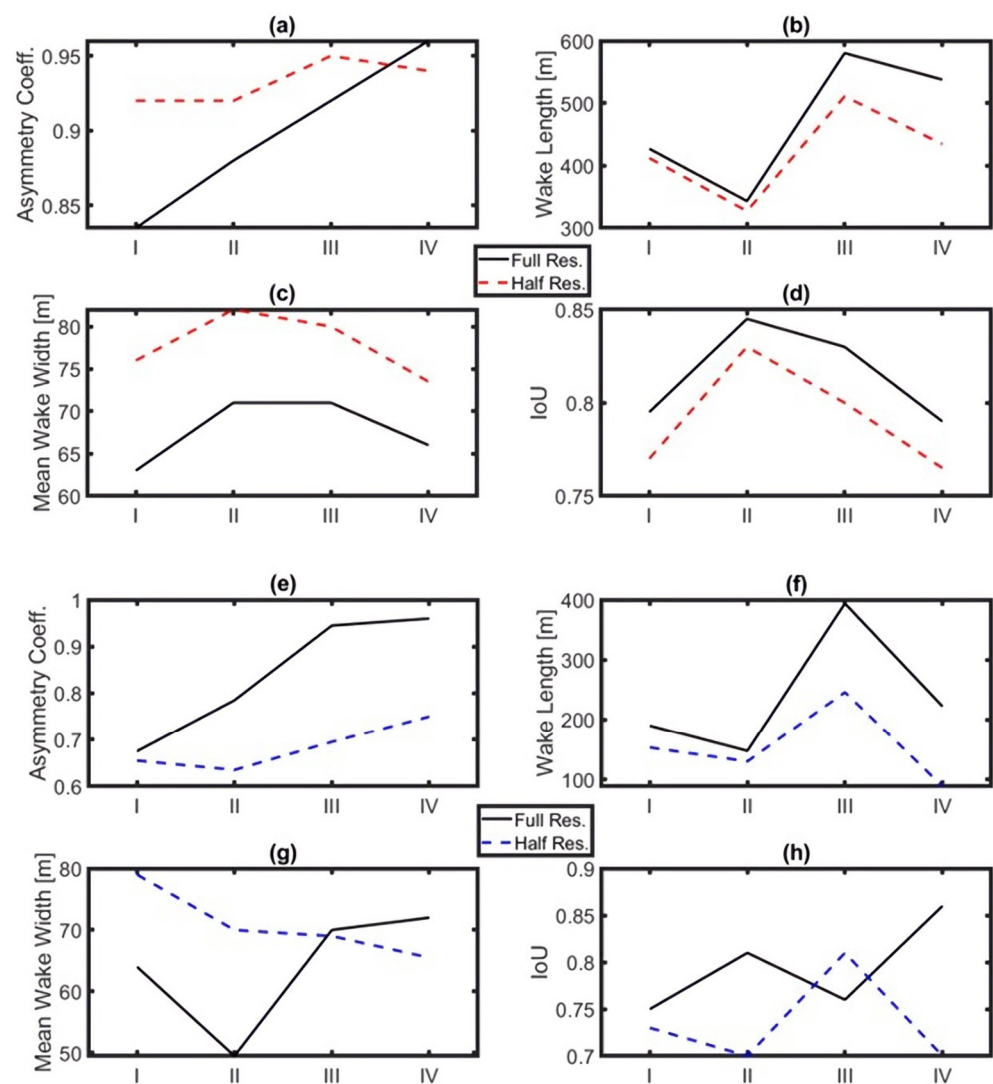 (a)
Asymmetry Coeff.
0.95
0.9
0.85
I II III IV
(b)
Wake Length [m]
600
500
400
300
I II III IV
Full Res.
Half Res.
(c)
Mean Wake Width [m]
80
75
70
65
60
I II III IV
(d)
IoU
0.85
0.8
0.75
I II III IV
(e)
Asymmetry Coeff.
1
0.9
0.8
0.7
0.6
I II III IV
(f)
Wake Length [m]
400
300
200
100
I II III IV
Full Res.
Half Res.
(g)
Mean Wake Width [m]
80
70
60
50
I II III IV
(h)
IoU
0.9
0.85
0.8
0.75
0.7
I II III IV